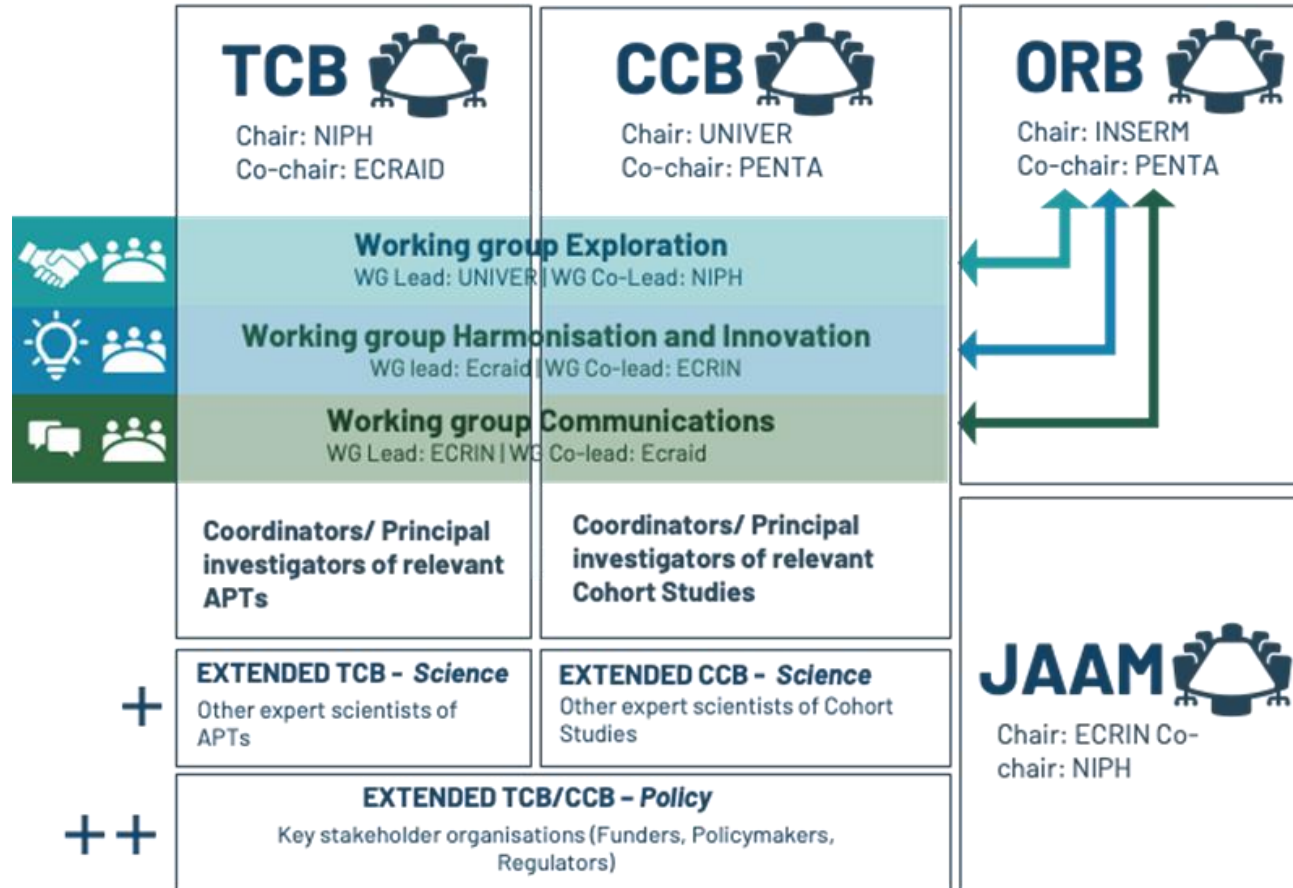 TCB
Chair: NIPH
Co-chair: ECRAID
CCB
Chair: UNIVER
Co-chair: PENTA
ORB
Chair: INSERM
Co-chair: PENTA
Working group Exploration
WG Lead: UNIVER | WG Co-Lead: NIPH
Working group Harmonisation and Innovation
WG lead: Ecraid | WG Co-lead: ECRIN
Working group Communications
WG Lead: ECRIN | WG Co-lead: Ecraid
Coordinators/ Principal
investigators of relevant
APTs
Coordinators/ Principal
investigators of relevant
Cohort Studies
JAAM
Chair: ECRIN Co-
chair: NIPH
+
EXTENDED TCB - Science
Other expert scientists of
APTs
EXTENDED CCB - Science
Other expert scientists of Cohort
Studies
++
EXTENDED TCB/CCB – Policy
Key stakeholder organisations (Funders, Policymakers,
Regulators)